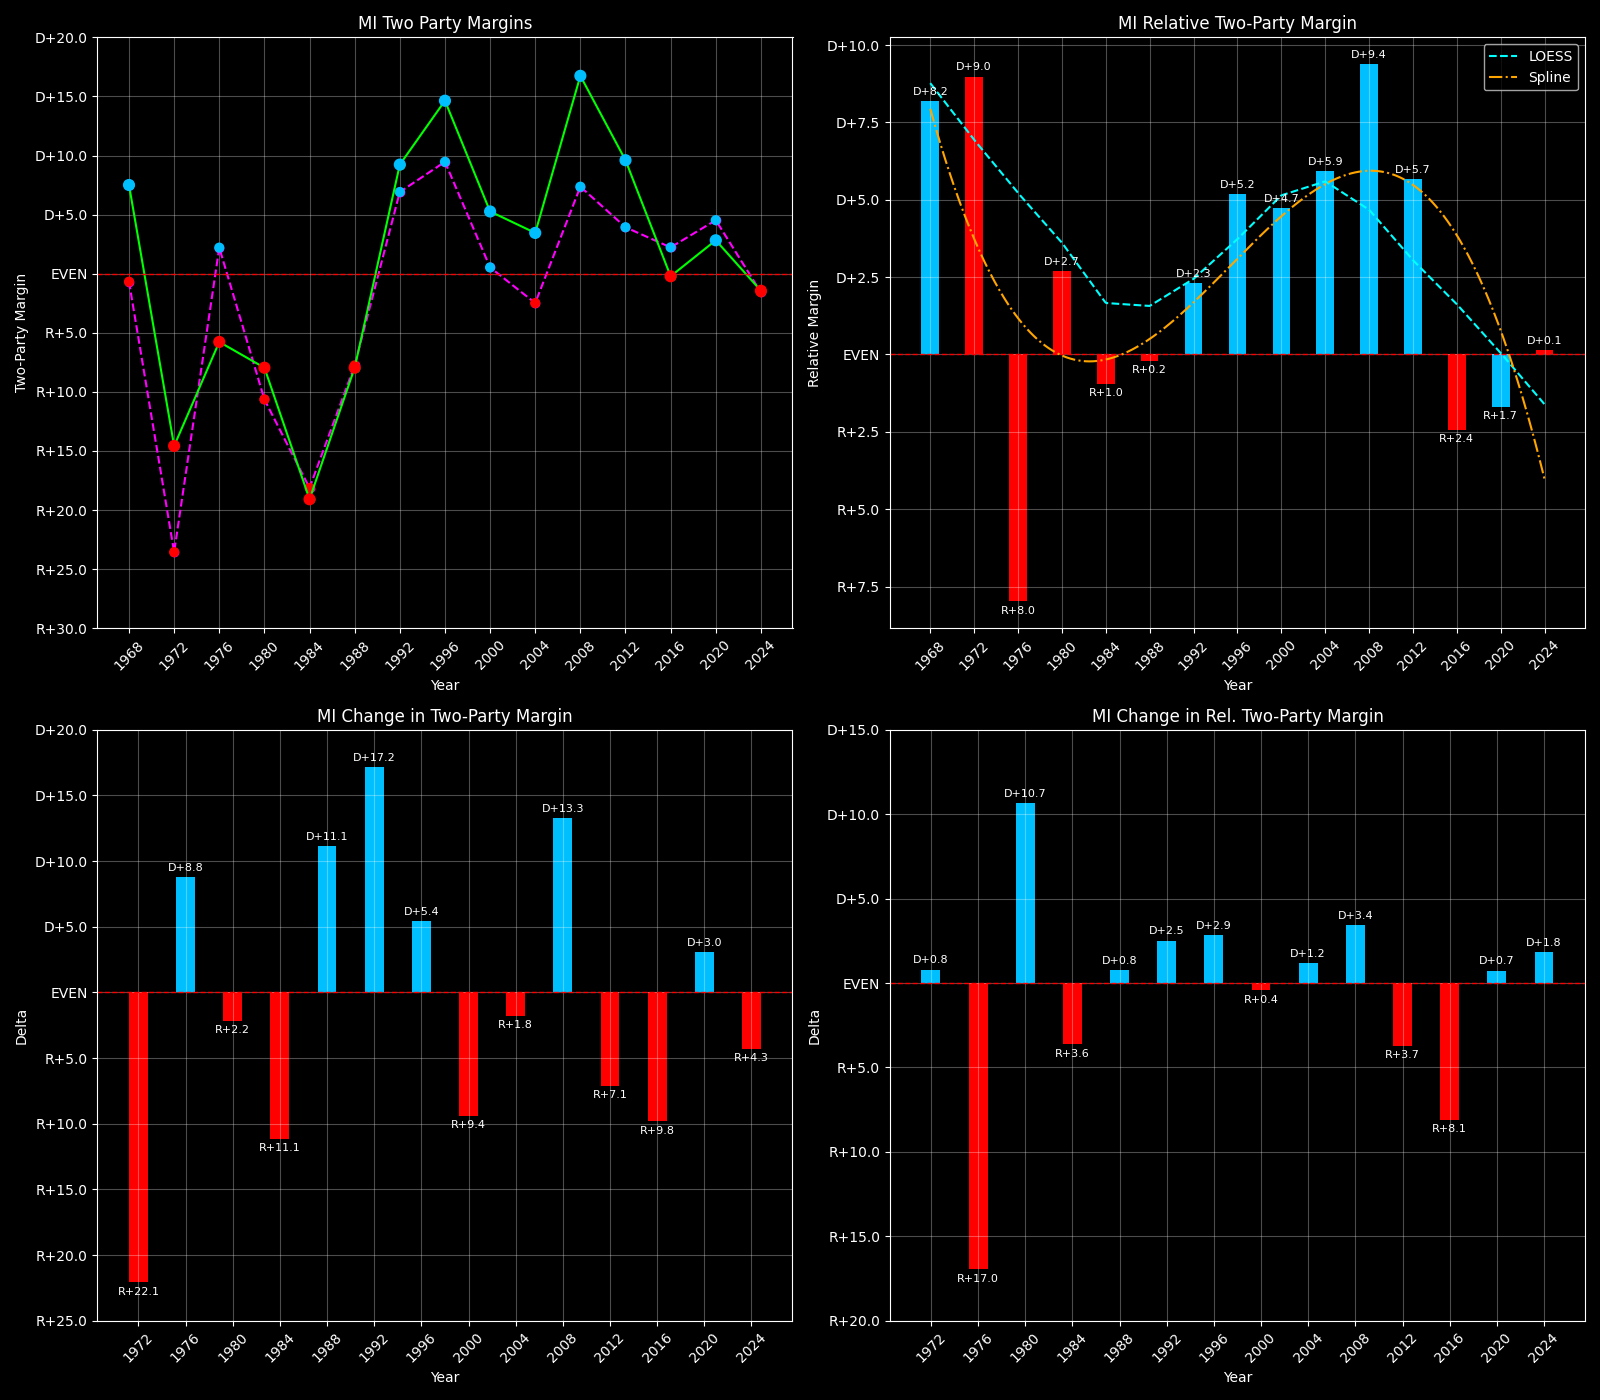 MI Two Party Margins
D+20.0
D+15.0
D+10.0
D+5.0
EVEN
R+5.0
R+10.0
R+15.0
R+20.0
R+25.0
R+30.0
Two-Party Margin
1968 1972 1976 1980 1984 1988 1992 1996 2000 2004 2008 2012 2016 2020 2024
Year
MI Relative Two-Party Margin
LOESS
Spline
D+10.0
D+7.5
D+5.0
D+2.5
EVEN
R+2.5
R+5.0
R+7.5
Relative Margin
D+8.2
D+9.0
R+8.0
D+2.7
R+1.0
R+0.2
D+2.3
D+5.2
D+4.7
D+5.9
D+9.4
D+5.7
R+2.4
R+1.7
D+0.1
1968 1972 1976 1980 1984 1988 1992 1996 2000 2004 2008 2012 2016 2020 2024
Year
MI Change in Two-Party Margin
D+20.0
D+15.0
D+10.0
D+5.0
EVEN
R+5.0
R+10.0
R+15.0
R+20.0
R+25.0
Delta
R+22.1
D+8.8
R+2.2
R+11.1
D+11.1
D+17.2
D+5.4
R+9.4
R+1.8
D+13.3
R+7.1
R+9.8
D+3.0
R+4.3
1972 1976 1980 1984 1988 1992 1996 2000 2004 2008 2012 2016 2020 2024
Year
MI Change in Rel. Two-Party Margin
D+15.0
D+10.0
D+5.0
EVEN
R+5.0
R+10.0
R+15.0
R+20.0
Delta
D+0.8
R+17.0
D+10.7
R+3.6
D+0.8
D+2.5
D+2.9
R+0.4
D+1.2
D+3.4
R+3.7
R+8.1
D+0.7
D+1.8
1972 1976 1980 1984 1988 1992 1996 2000 2004 2008 2012 2016 2020 2024
Year